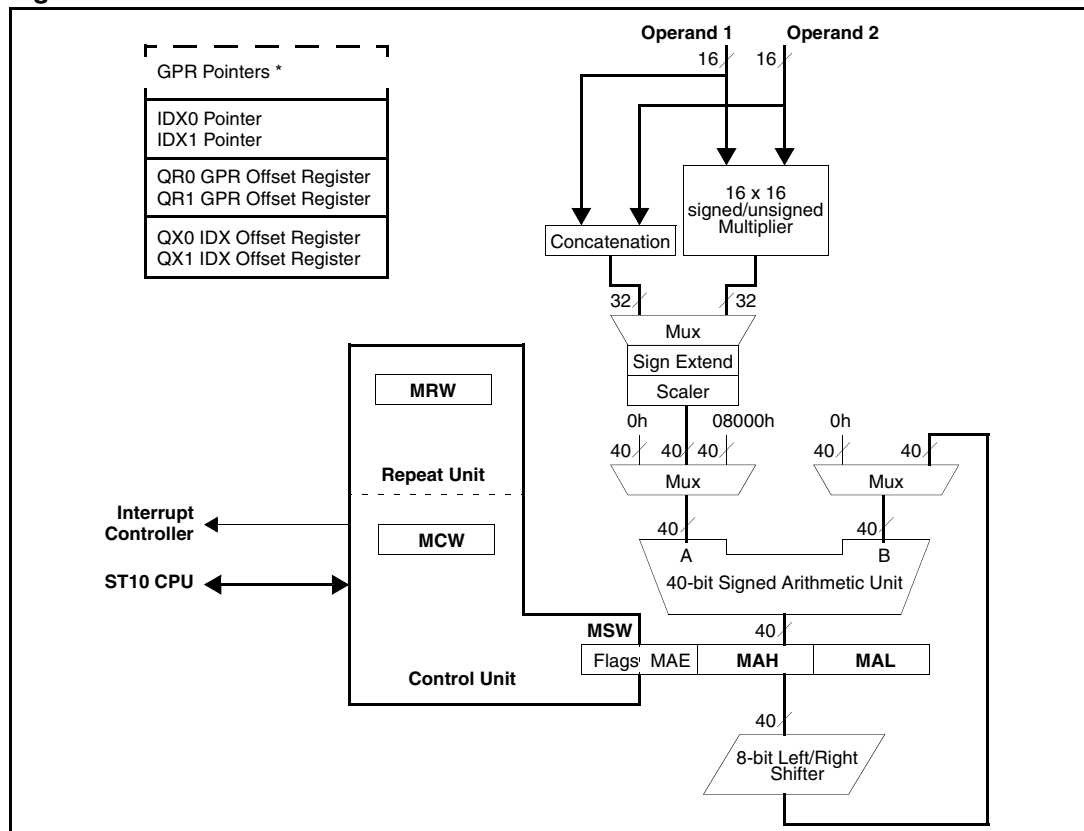 Operand 1 Operand 2
16 16
GPR Pointers *
IDX0 Pointer
IDX1 Pointer
QR0 GPR Offset Register
QR1 GPR Offset Register
QX0 IDX Offset Register
QX1 IDX Offset Register
16 x 16
signed/unsigned
Multiplier
Concatenation
32 32
Mux
Sign Extend
Scaler
MRW
0h 08000h 0h
40 40 40 40 40
Repeat Unit
Mux Mux
Interrupt
Controller
MCW
40 40
A B
ST10 CPU
40-bit Signed Arithmetic Unit
MSW 40
Flags MAE MAH MAL
Control Unit
40
8-bit Left/Right
Shifter